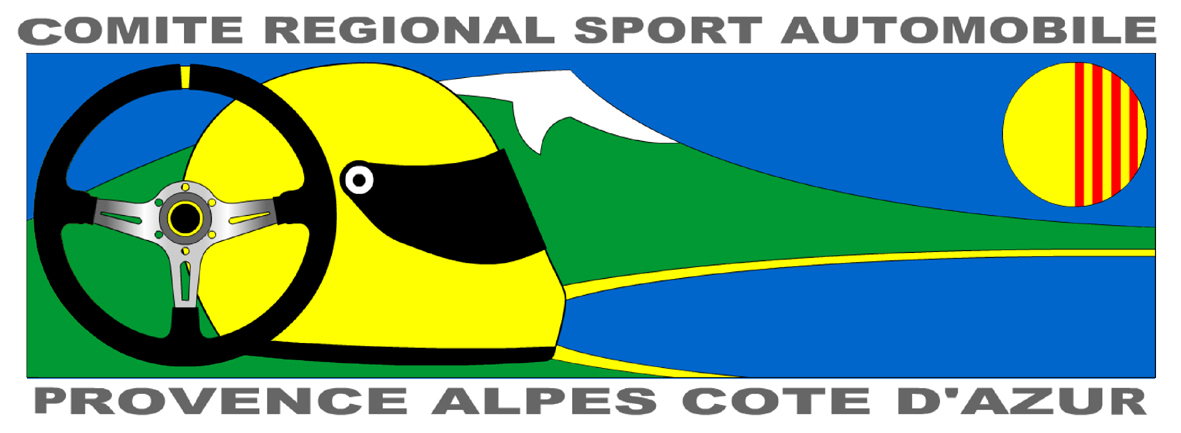 COMITE REGIONAL SPORT AUTOMOBILE
PROVENCE ALPES COTE D'AZUR